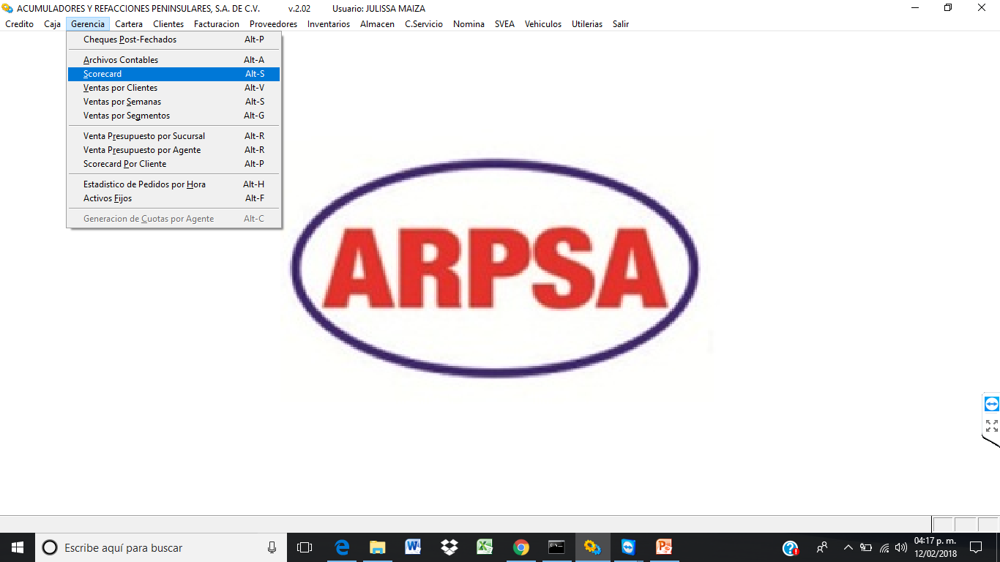 ACUMULADORES Y REFACCIONES PENINSULARES, S.A. DE C.V. v.2.02 Usuario: JULISSA MAIZA
Credito Caja Gerencia Cartera Clientes Facturacion Proveedores Inventarios Almacen C.Servicio Nomina SVEA Vehiculos Utilerias Salir
Cheques Post-Fechados Alt-P
Archivos Contables Alt-A
Scorecard Alt-S
Ventas por Clientes Alt-V
Ventas por Semanas Alt-S
Ventas por Segmentos Alt-G
Venta Presupuesto por Sucursal Alt-R
Venta Presupuesto por Agente Alt-R
Scorecard Por Cliente Alt-P
Estadistico de Pedidos por Hora Alt-H
Activos Fijos Alt-F
Generacion de Cuotas por Agente Alt-C
ARPSA
Escribe aquí para buscar
04:17 p. m.
12/02/2018